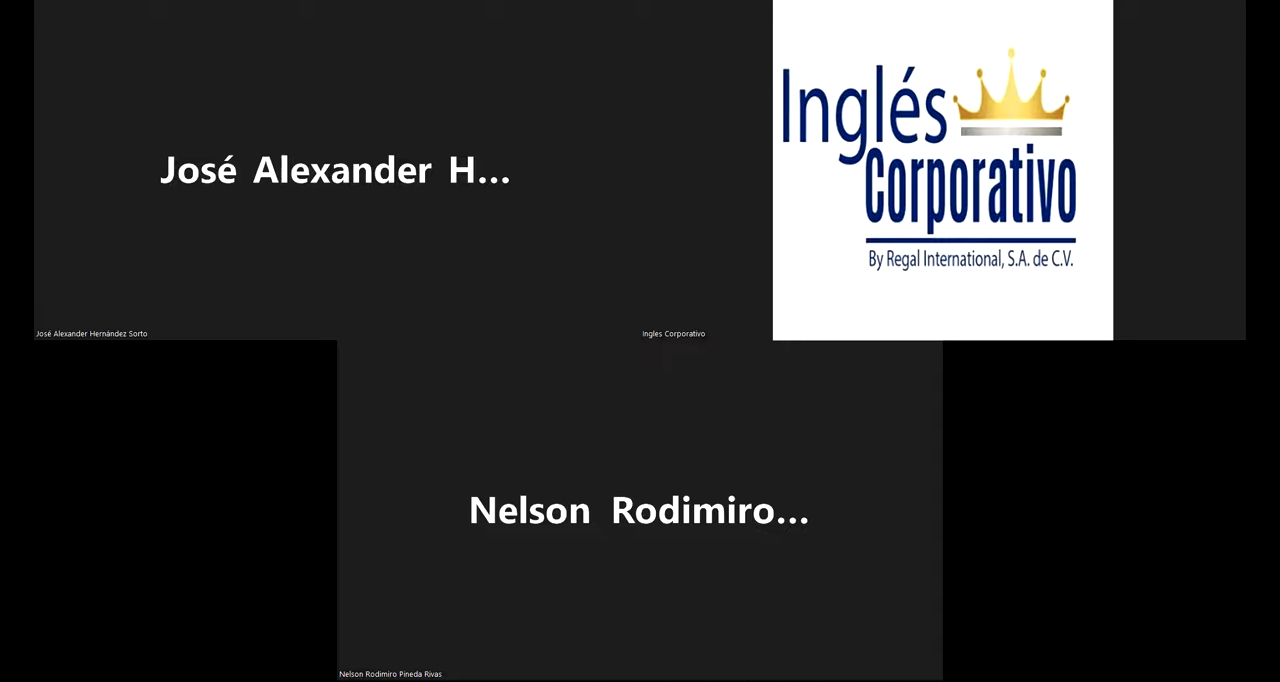 José Alexander H...
Inglés
Corporativo
By Regal International, S.A. de C.V.
José Alexander Hernández Sorto
Ingles Corporativo
Nelson Rodimiro...
Nelson Rodimiro Pineda Rivas